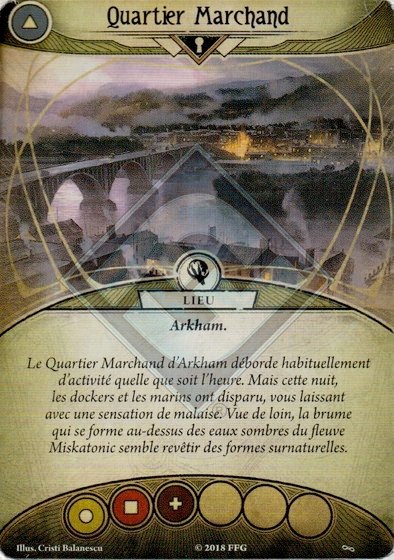 Quartier Marchand
LIEU
Arkham.
Le Quartier Marchand d'Arkham déborde habituellement
d'activité quelle que soit l'heure. Mais cette nuit,
les dockers et les marins ont disparu, vous laissant
avec une sensation de malaise. Vue de loin, la brume
qui se forme au-dessus des eaux sombres du fleuve
Miskatonic semble revêtir des formes surnaturelles.
Illus. Cristi Balanescu
© 2018 FFG